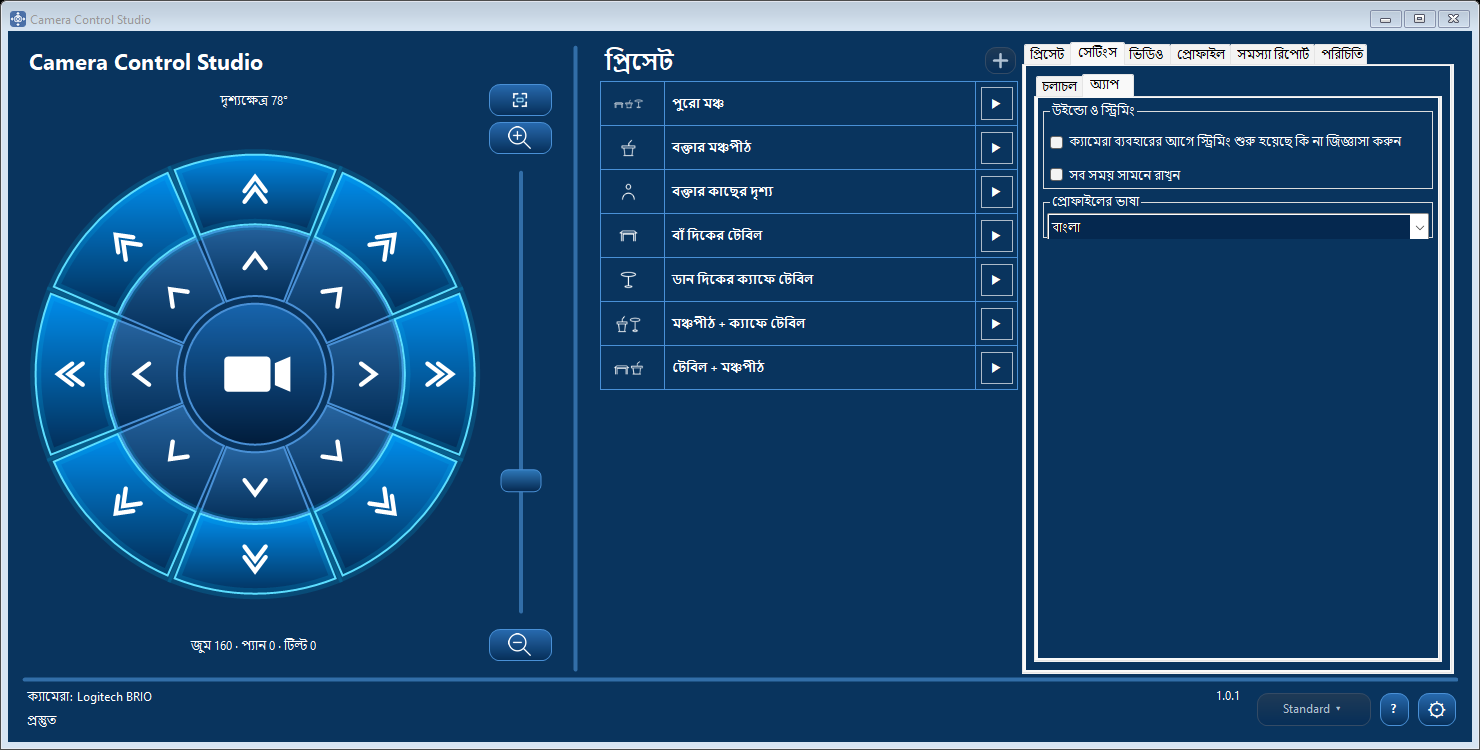 Camera Control Studio
Camera Control Studio
দৃশ্যক্ষেত্র 78°
জুম 160 · প্যান 0 · টিল্ট 0
প্রিসেট
পুরো মঞ্চ
বক্তার মঞ্চপীঠ
বক্তার কাছের দৃশ্য
বাঁ দিকের টেবিল
ডান দিকের ক্যাফে টেবিল
মঞ্চপীঠ + ক্যাফে টেবিল
টেবিল + মঞ্চপীঠ
প্রিসেট সেটিংস ভিডিও প্রোফাইল সমস্যা রিপোর্ট পরিচিতি
চলাচল অ্যাপ
উইন্ডো ও স্ট্রিমিং
ক্যামেরা ব্যবহারের আগে স্ট্রিমিং শুরু হয়েছে কি না জিজ্ঞাসা করুন
সব সময় সামনে রাখুন
প্রোফাইলের ভাষা
বাংলা
ক্যামেরা: Logitech BRIO
প্রস্তুত
1.0.1
Standard
?